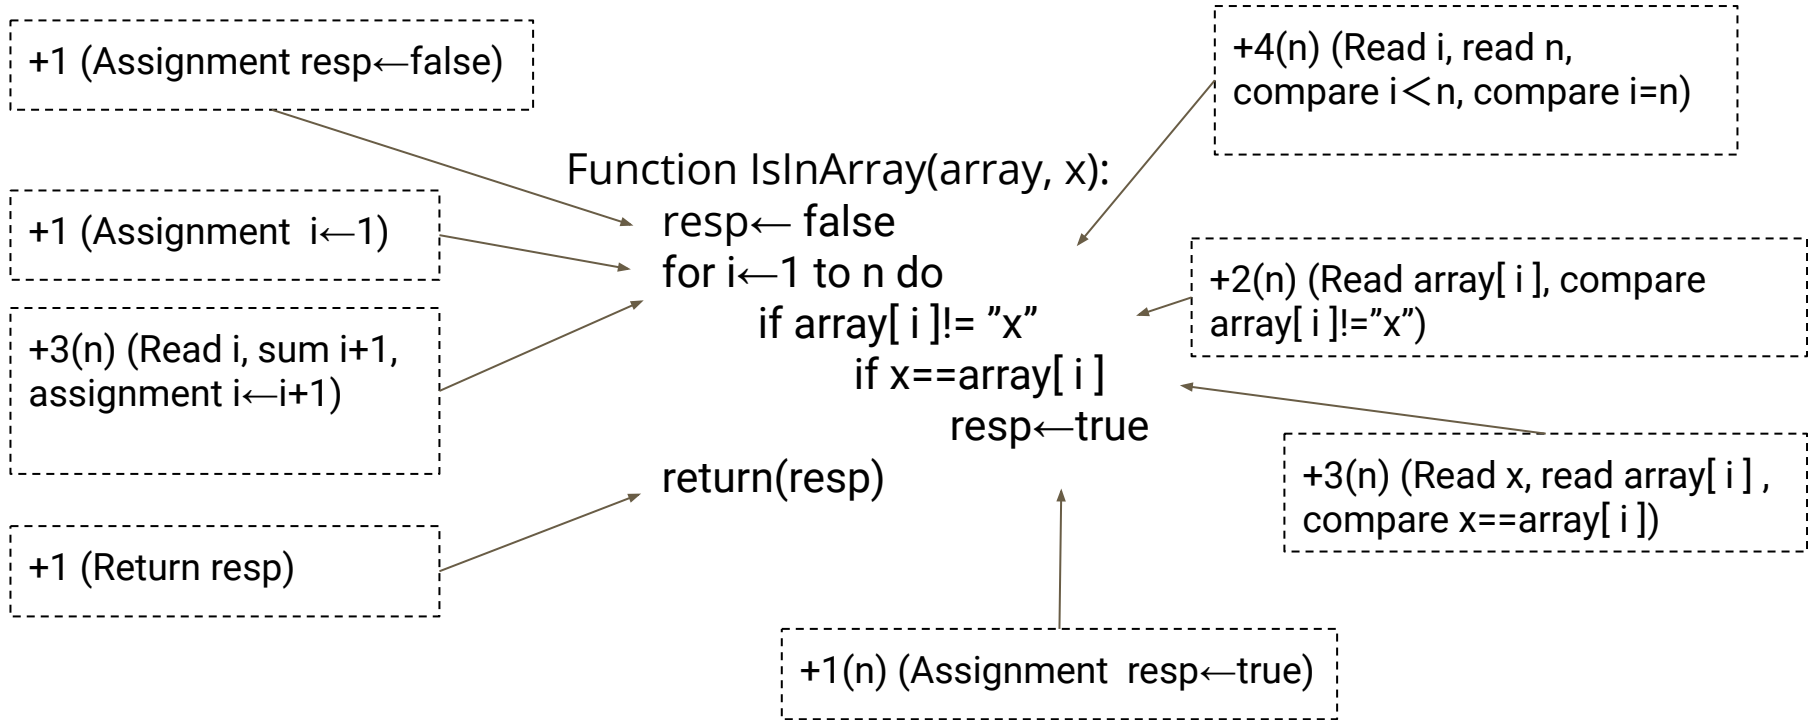 +1 (Assignment resp←false)
+1 (Assignment  i←1)
+3(n) (Read i, sum i+1,
assignment i←i+1)
+1 (Return resp)
Function IsInArray(array, x):
resp← false
for i←1 to n do
if array[ i ]!= ”x”
if x==array[ i ]
resp←true
return(resp)
+4(n) (Read i, read n,
compare i＜n, compare i=n)
+2(n) (Read array[ i ], compare
array[ i ]!=”x”)
+3(n) (Read x, read array[ i ] ,
compare x==array[ i ])
+1(n) (Assignment  resp←true)